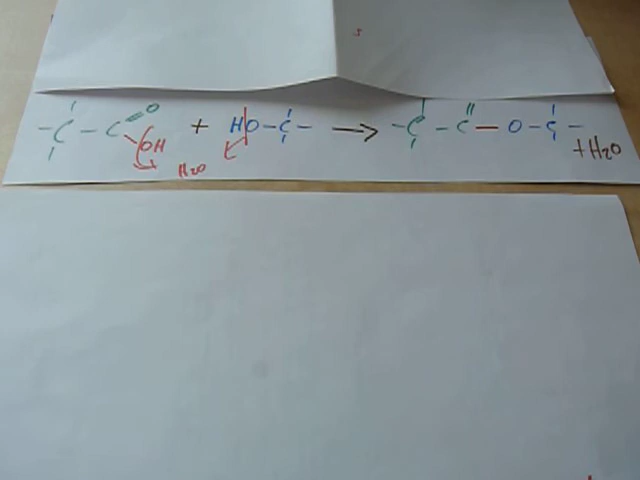 -C-C=O OH + HO-C- → -C-C-O-C- + H2O
H2O